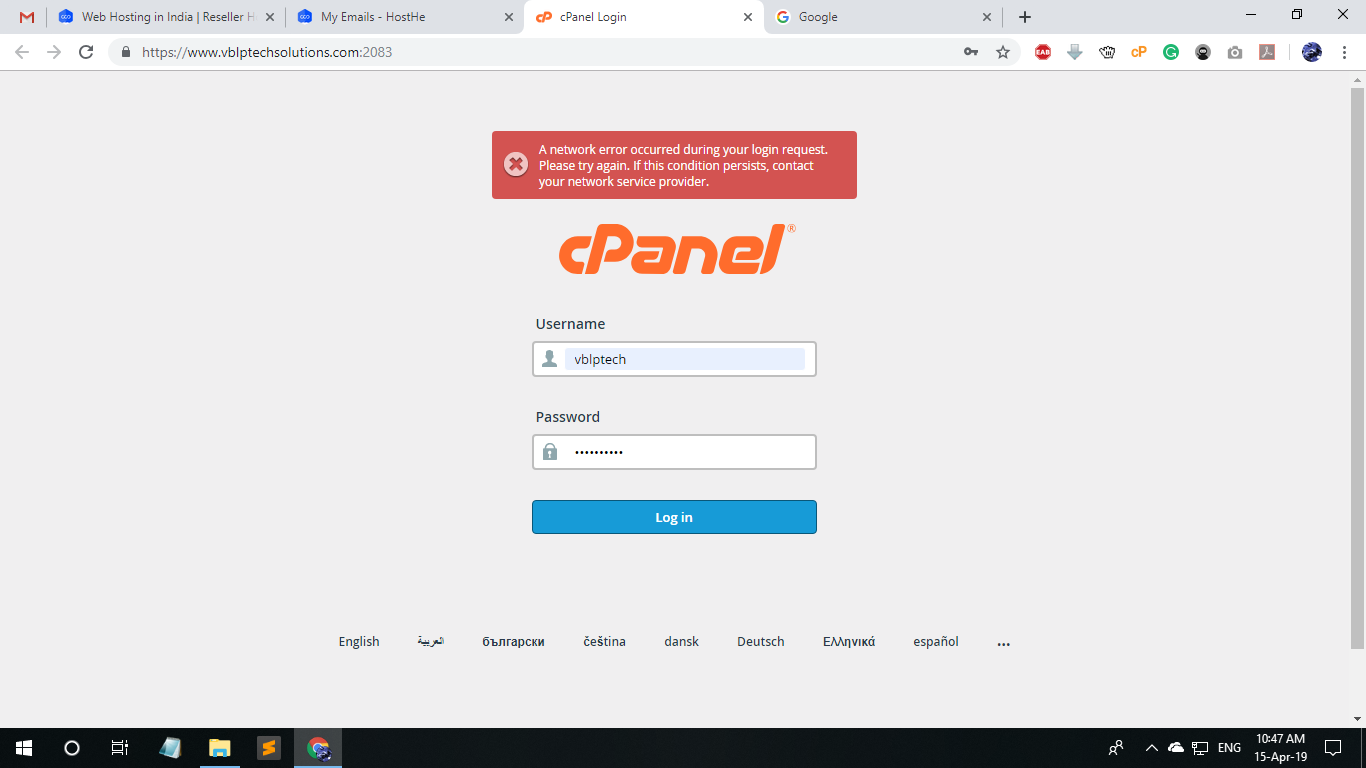 Web Hosting in India | Reseller H
My Emails - HostHe
cPanel Login
Google
https://www.vblptechsolutions.com:2083
EAB
cP
A network error occurred during your login request.
Please try again. If this condition persists, contact
your network service provider.
cPanel®
Username
vblptech
Password
••••••••••
Log in
English
العربية
български
čeština
dansk
Deutsch
Ελληνικά
español
...
ENG
10:47 AM
15-Apr-19